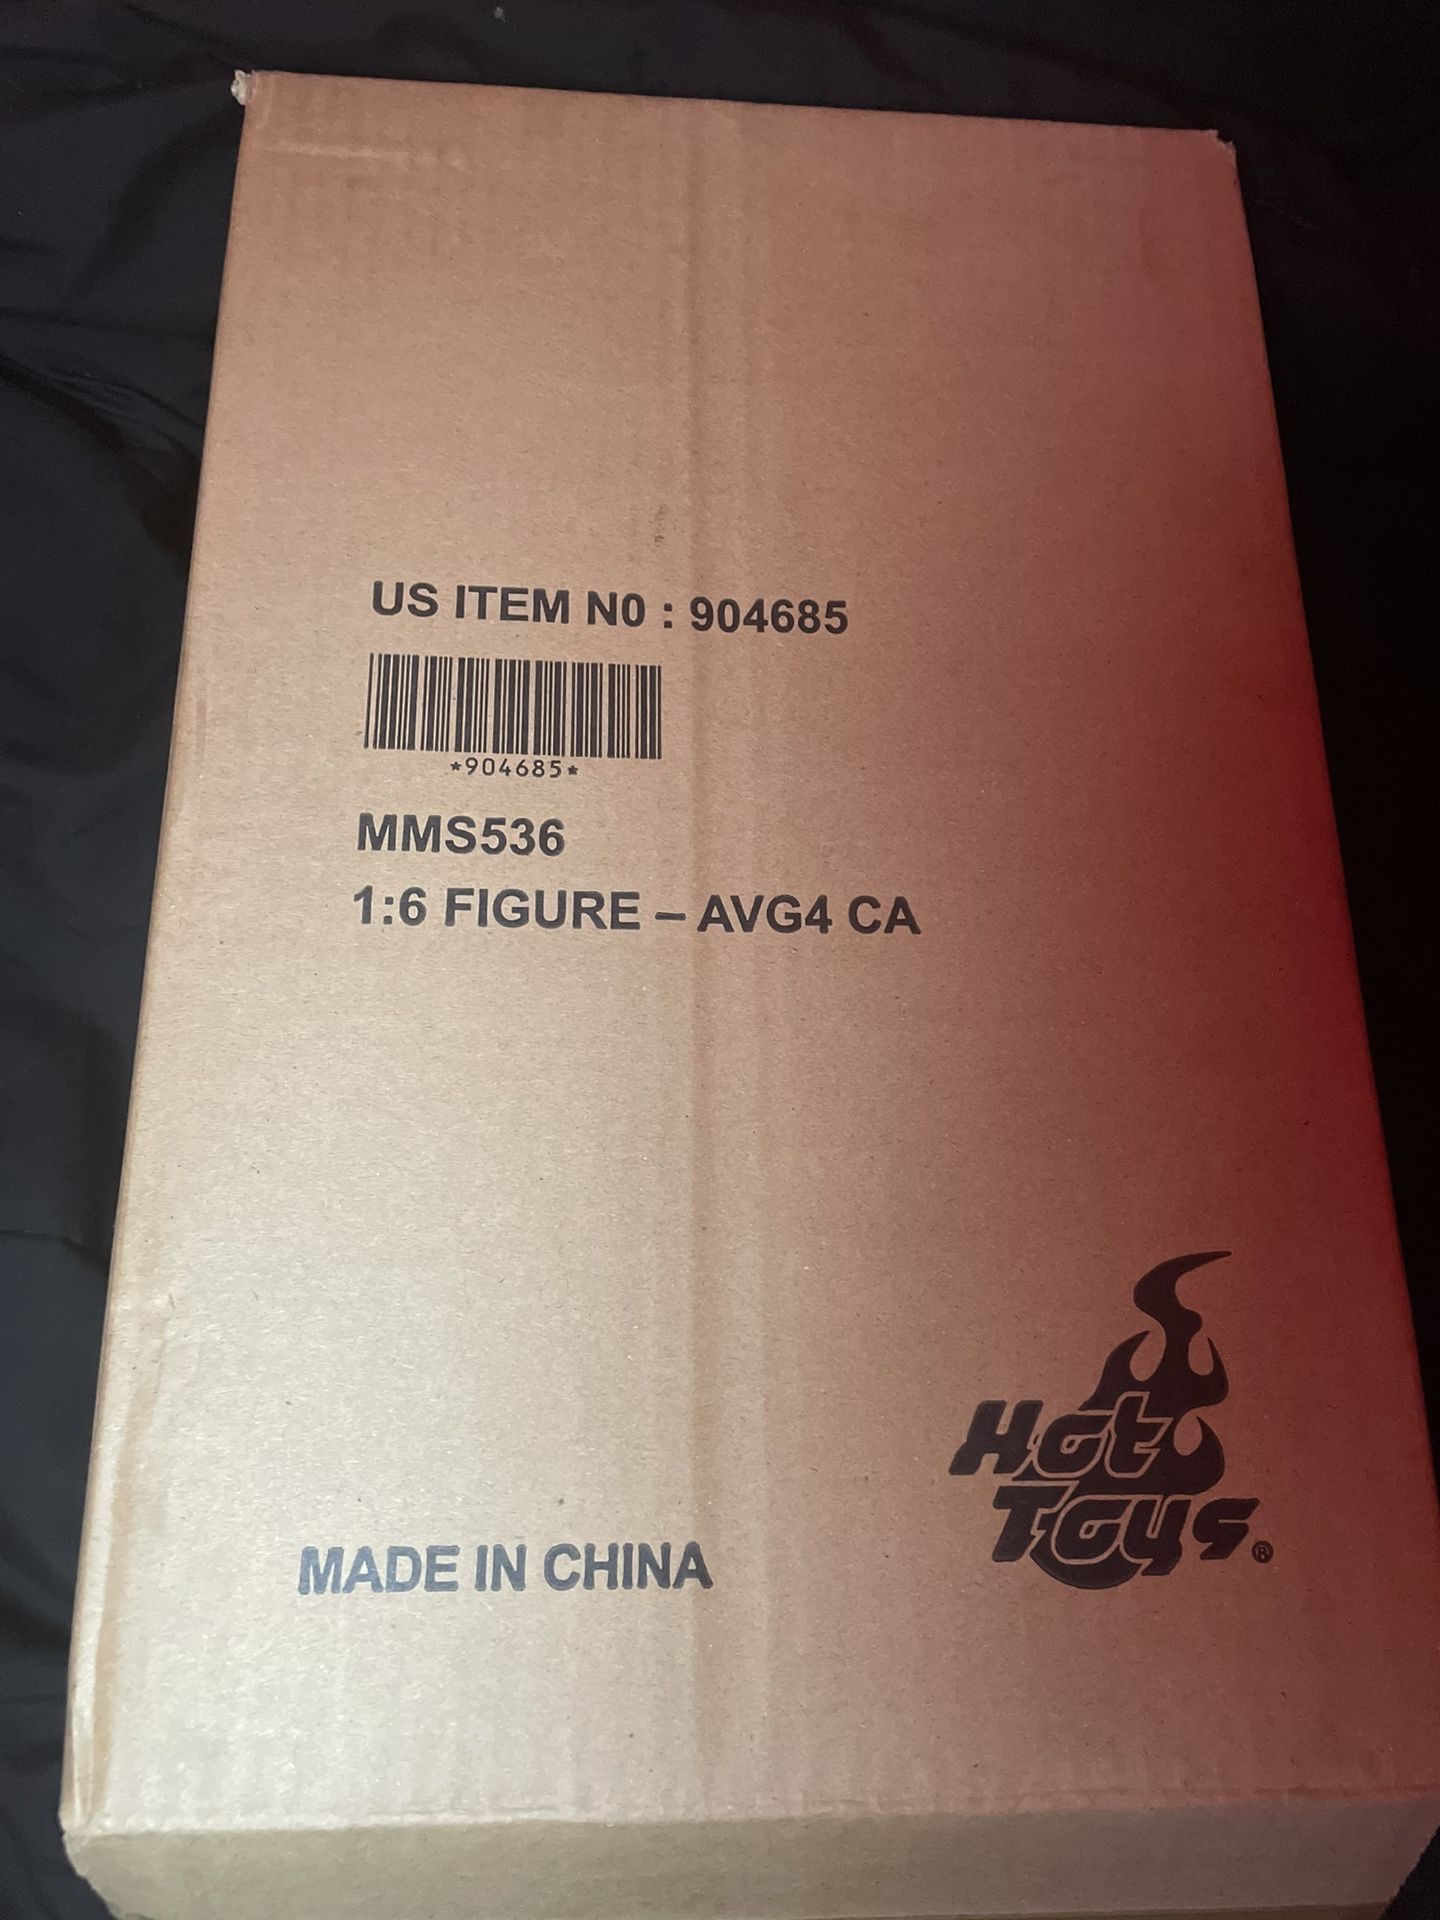 US ITEM N0 : 904685
*904685*
MMS536
1:6 FIGURE – AVG4 CA
Hot
Toys®
MADE IN CHINA